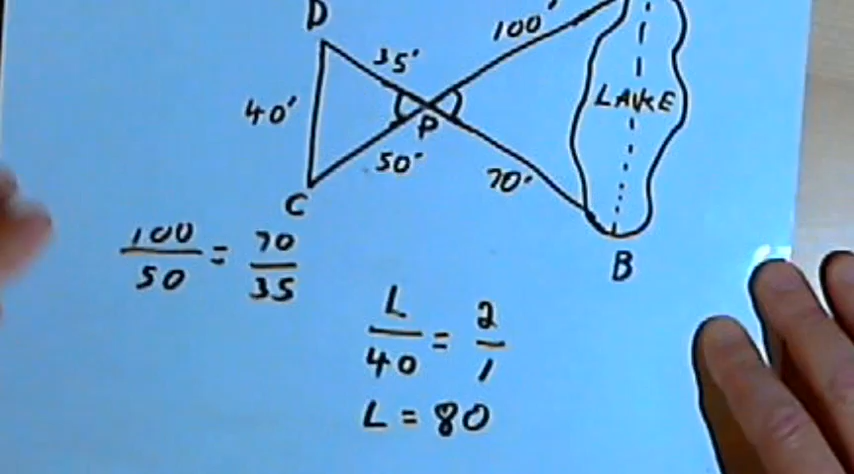 D
100'
35'
40'
LAKE
P
50'
70'
C
B
100/50 = 70/35
L/40 = 2/1
L = 80